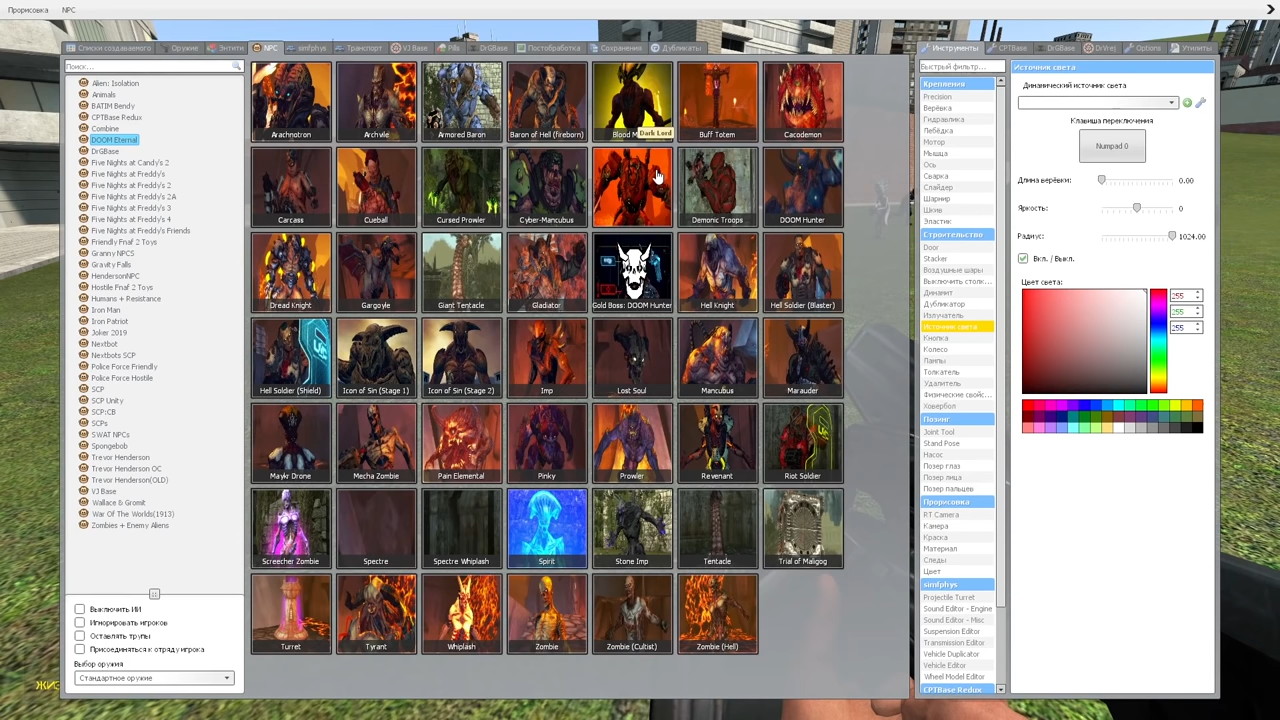 Прорисовка NPC
Списки создаваемого Оружие Энтити NPC simfphys Транспорт VJ Base Pills DrGBase Постобработка Сохранения Дубликаты
Поиск...
Alien: Isolation
Animals
BATIM Bendy
CPTBase Redux
Combine
DOOM Eternal
DrGBase
Five Nights at Candy's 2
Five Nights at Freddy's
Five Nights at Freddy's 2
Five Nights at Freddy's 2A
Five Nights at Freddy's 3
Five Nights at Freddy's 4
Five Nights at Freddys Friends
Friendly Fnaf 2 Toys
Granny NPCS
Gravity Falls
HendersonNPC
Hostile Fnaf 2 Toys
Humans + Resistance
Iron Man
Iron Patriot
Joker 2019
Nextbot
Nextbots SCP
Police Force Friendly
Police Force Hostile
SCP
SCP Unity
SCP:CB
SCPs
SWAT NPCs
Spongebob
Trevor Henderson
Trevor Henderson OC
Trevor Henderson(OLD)
VJ Base
Wallace & Gromit
War Of The Worlds(1913)
Zombies + Enemy Aliens
Выключить ИИ
Игнорировать игроков
Оставлять трупы
Присоединяться к отряду игрока
Выбор оружия
Стандартное оружие
Arachnotron Archvile Armored Baron Baron of Hell (fireborn) Blood M Dark Lord Buff Totem Cacodemon
Carcass Cueball Cursed Prowler Cyber-Mancubus Demonic Troops DOOM Hunter
Dread Knight Gargoyle Giant Tentacle Gladiator Gold Boss: DOOM Hunter Hell Knight Hell Soldier (Blaster)
Hell Soldier (Shield) Icon of Sin (Stage 1) Icon of Sin (Stage 2) Imp Lost Soul Mancubus Marauder
Maykr Drone Mecha Zombie Pain Elemental Pinky Prowler Revenant Riot Soldier
Screecher Zombie Spectre Spectre Whiplash Spirit Stone Imp Tentacle Trial of Maligog
Turret Tyrant Whiplash Zombie Zombie (Cultist) Zombie (Hell)
Инструменты CPTBase DrGBase DrVrej Options Утилиты
Быстрый фильтр...
Крепления
Precision
Верёвка
Гидравлика
Лебёдка
Мотор
Мышца
Ось
Сварка
Слайдер
Шарнир
Шкив
Эластик
Строительство
Door
Stacker
Воздушные шары
Выключить столк...
Динамит
Дубликатор
Излучатель
Источник света
Кнопка
Колесо
Лампы
Толкатель
Удалитель
Физические свойс...
Ховербол
Позинг
Joint Tool
Stand Pose
Насос
Позер глаз
Позер лица
Позер пальцев
Прорисовка
RT Camera
Камера
Краска
Материал
Следы
Цвет
simfphys
Projectile Turret
Sound Editor - Engine
Sound Editor - Misc
Suspension Editor
Transmission Editor
Vehicle Duplicator
Vehicle Editor
Wheel Model Editor
CPTBase Redux
Источник света
Динамический источник света
Клавиша переключения
Numpad 0
Длина верёвки: 0.00
Яркость: 0
Радиус: 1024.00
Вкл. / Выкл.
Цвет света:
255
255
255